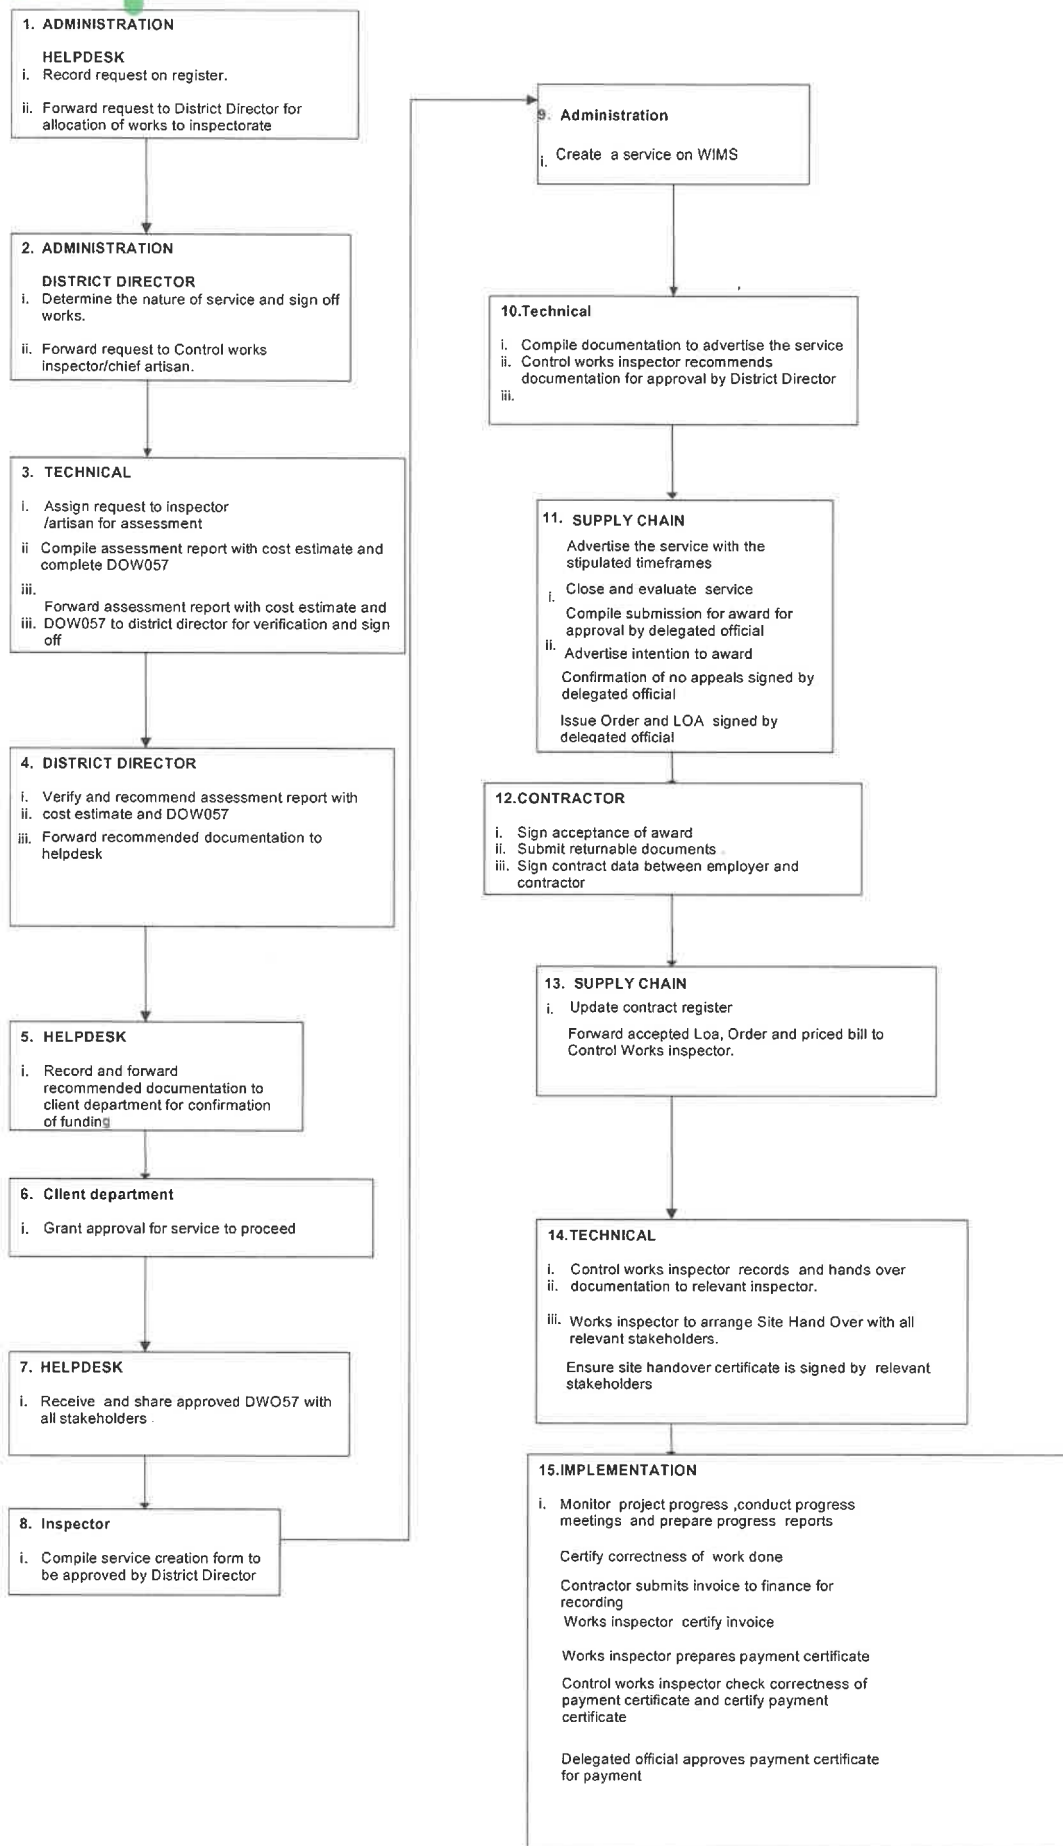 1. ADMINISTRATION
HELPDESK
i. Record request on register.
ii. Forward request to District Director for
allocation of works to inspectorate
2. ADMINISTRATION
DISTRICT DIRECTOR
i. Determine the nature of service and sign off
works.
ii. Forward request to Control works
inspector/chief artisan.
3. TECHNICAL
i. Assign request to inspector
/artisan for assessment
ii Compile assessment report with cost estimate and
complete DOW057
iii.
Forward assessment report with cost estimate and
iii. DOW057 to district director for verification and sign
off
4. DISTRICT DIRECTOR
i. Verify and recommend assessment report with
ii. cost estimate and DOW057
iii. Forward recommended documentation to
helpdesk
5. HELPDESK
i. Record and forward
recommended documentation to
client department for confirmation
of funding
6. Client department
i. Grant approval for service to proceed
7. HELPDESK
i. Receive and share approved DWO57 with
all stakeholders
8. Inspector
i. Compile service creation form to
be approved by District Director
9. Administration
i. Create a service on WIMS
10.Technical
i. Compile documentation to advertise the service
ii. Control works inspector recommends
documentation for approval by District Director
iii.
11. SUPPLY CHAIN
Advertise the service with the
stipulated timeframes
i. Close and evaluate service
Compile submission for award for
approval by delegated official
ii. Advertise intention to award
Confirmation of no appeals signed by
delegated official
Issue Order and LOA signed by
delegated official
12.CONTRACTOR
i. Sign acceptance of award
ii. Submit returnable documents
iii. Sign contract data between employer and
contractor
13. SUPPLY CHAIN
i. Update contract register
Forward accepted Loa, Order and priced bill to
Control Works inspector.
14.TECHNICAL
i. Control works inspector records and hands over
ii. documentation to relevant inspector.
iii. Works inspector to arrange Site Hand Over with all
relevant stakeholders.
Ensure site handover certificate is signed by relevant
stakeholders
15.IMPLEMENTATION
i. Monitor project progress ,conduct progress
meetings and prepare progress reports
Certify correctness of work done
Contractor submits invoice to finance for
recording
Works inspector certify invoice
Works inspector prepares payment certificate
Control works inspector check correctness of
payment certificate and certify payment
certificate
Delegated official approves payment certificate
for payment